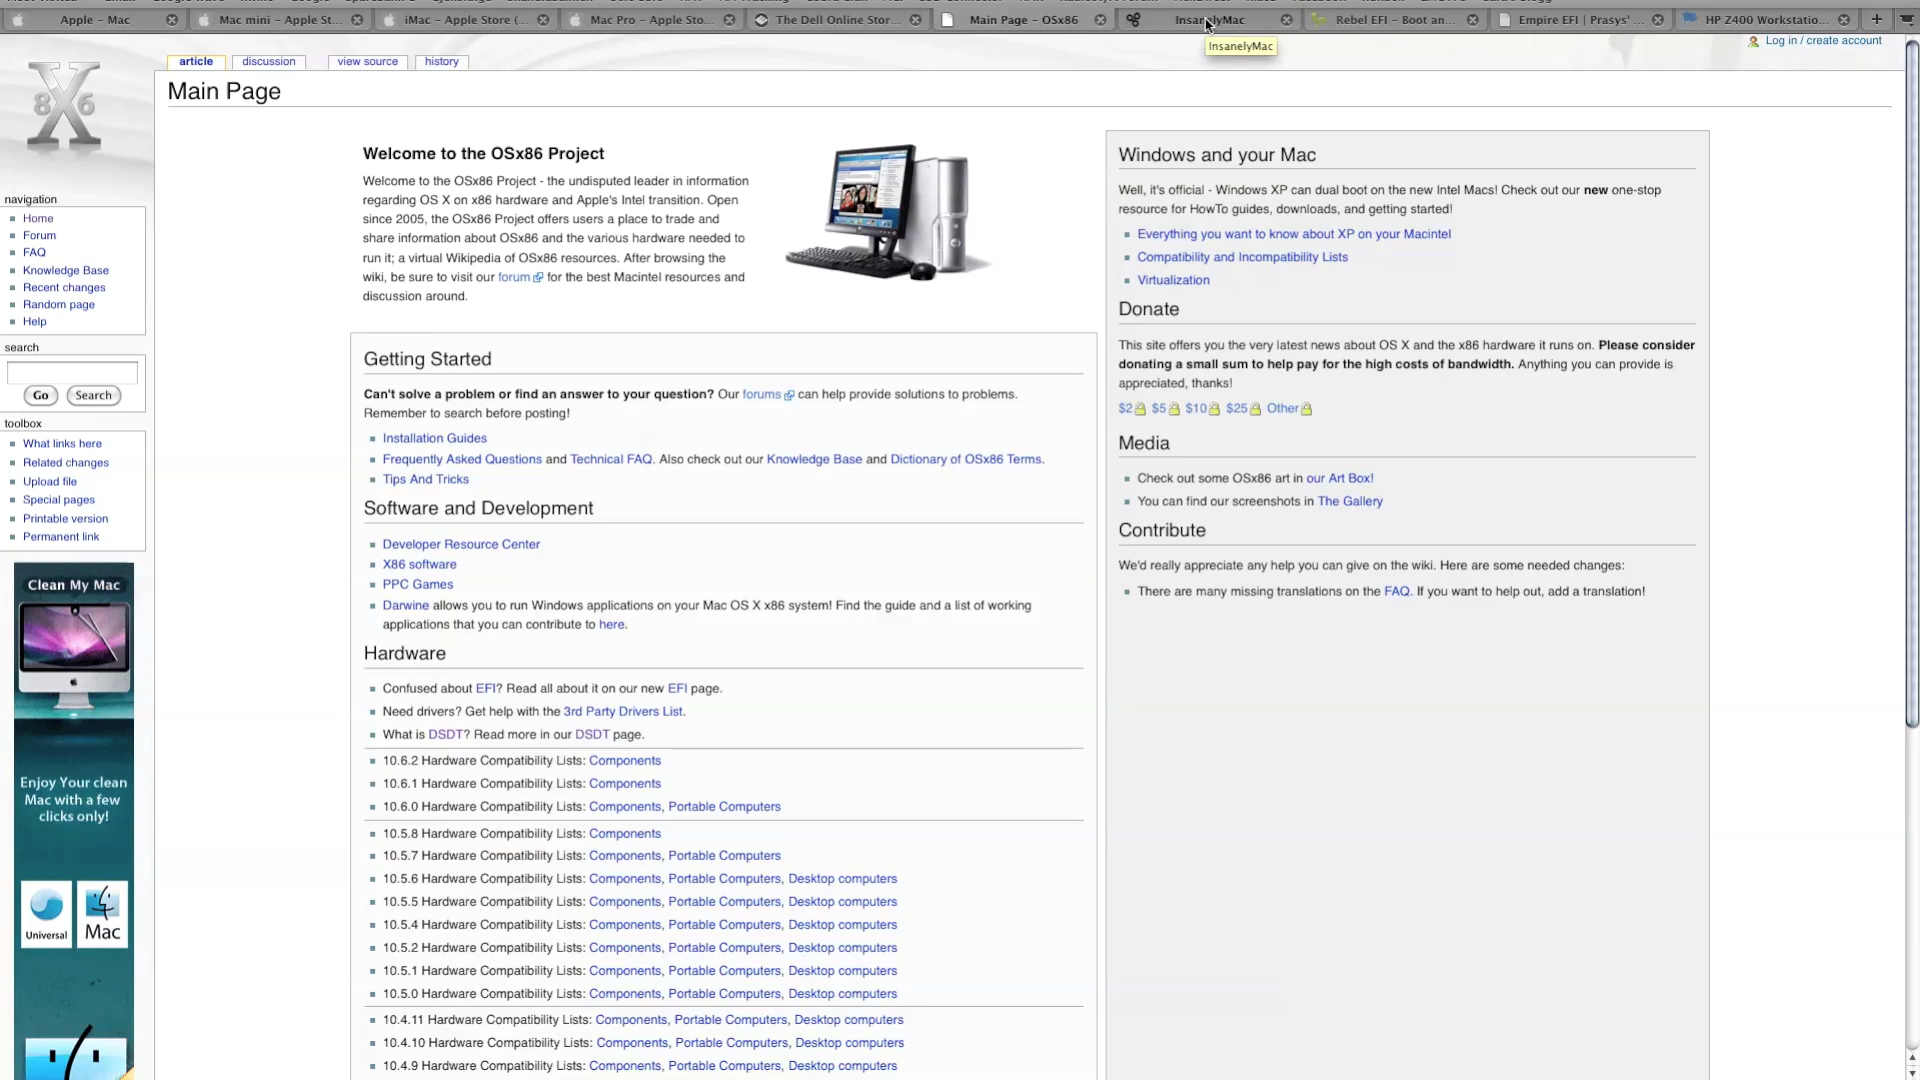 Apple - Mac
Mac mini - Apple St...
iMac - Apple Store (...
Mac Pro - Apple Sto...
The Dell Online Stor...
Main Page - OSx86
InsanelyMac
Rebel EFI - Boot an...
Empire EFI | Prasys' ...
HP Z400 Workstatio...
InsanelyMac
Log in / create account
article
discussion
view source
history
Main Page
X
86
navigation
Home
Forum
FAQ
Knowledge Base
Recent changes
Random page
Help
search
Go
Search
toolbox
What links here
Related changes
Upload file
Special pages
Printable version
Permanent link
Clean My Mac
Enjoy Your clean
Mac with a few
clicks only!
Universal
Mac
Welcome to the OSx86 Project
Welcome to the OSx86 Project - the undisputed leader in information
regarding OS X on x86 hardware and Apple's Intel transition. Open
since 2005, the OSx86 Project offers users a place to trade and
share information about OSx86 and the various hardware needed to
run it; a virtual Wikipedia of OSx86 resources. After browsing the
wiki, be sure to visit our forum for the best Macintel resources and
discussion around.
Getting Started
Can't solve a problem or find an answer to your question? Our forums can help provide solutions to problems.
Remember to search before posting!
Installation Guides
Frequently Asked Questions and Technical FAQ. Also check out our Knowledge Base and Dictionary of OSx86 Terms.
Tips And Tricks
Software and Development
Developer Resource Center
X86 software
PPC Games
Darwine allows you to run Windows applications on your Mac OS X x86 system! Find the guide and a list of working
applications that you can contribute to here.
Hardware
Confused about EFI? Read all about it on our new EFI page.
Need drivers? Get help with the 3rd Party Drivers List.
What is DSDT? Read more in our DSDT page.
10.6.2 Hardware Compatibility Lists: Components
10.6.1 Hardware Compatibility Lists: Components
10.6.0 Hardware Compatibility Lists: Components, Portable Computers
10.5.8 Hardware Compatibility Lists: Components
10.5.7 Hardware Compatibility Lists: Components, Portable Computers
10.5.6 Hardware Compatibility Lists: Components, Portable Computers, Desktop computers
10.5.5 Hardware Compatibility Lists: Components, Portable Computers, Desktop computers
10.5.4 Hardware Compatibility Lists: Components, Portable Computers, Desktop computers
10.5.2 Hardware Compatibility Lists: Components, Portable Computers, Desktop computers
10.5.1 Hardware Compatibility Lists: Components, Portable Computers, Desktop computers
10.5.0 Hardware Compatibility Lists: Components, Portable Computers, Desktop computers
10.4.11 Hardware Compatibility Lists: Components, Portable Computers, Desktop computers
10.4.10 Hardware Compatibility Lists: Components, Portable Computers, Desktop computers
10.4.9 Hardware Compatibility Lists: Components, Portable Computers, Desktop computers
Windows and your Mac
Well, it's official - Windows XP can dual boot on the new Intel Macs! Check out our new one-stop
resource for HowTo guides, downloads, and getting started!
Everything you want to know about XP on your Macintel
Compatibility and Incompatibility Lists
Virtualization
Donate
This site offers you the very latest news about OS X and the x86 hardware it runs on. Please consider
donating a small sum to help pay for the high costs of bandwidth. Anything you can provide is
appreciated, thanks!
$2 $5 $10 $25 Other
Media
Check out some OSx86 art in our Art Box!
You can find our screenshots in The Gallery
Contribute
We'd really appreciate any help you can give on the wiki. Here are some needed changes:
There are many missing translations on the FAQ. If you want to help out, add a translation!